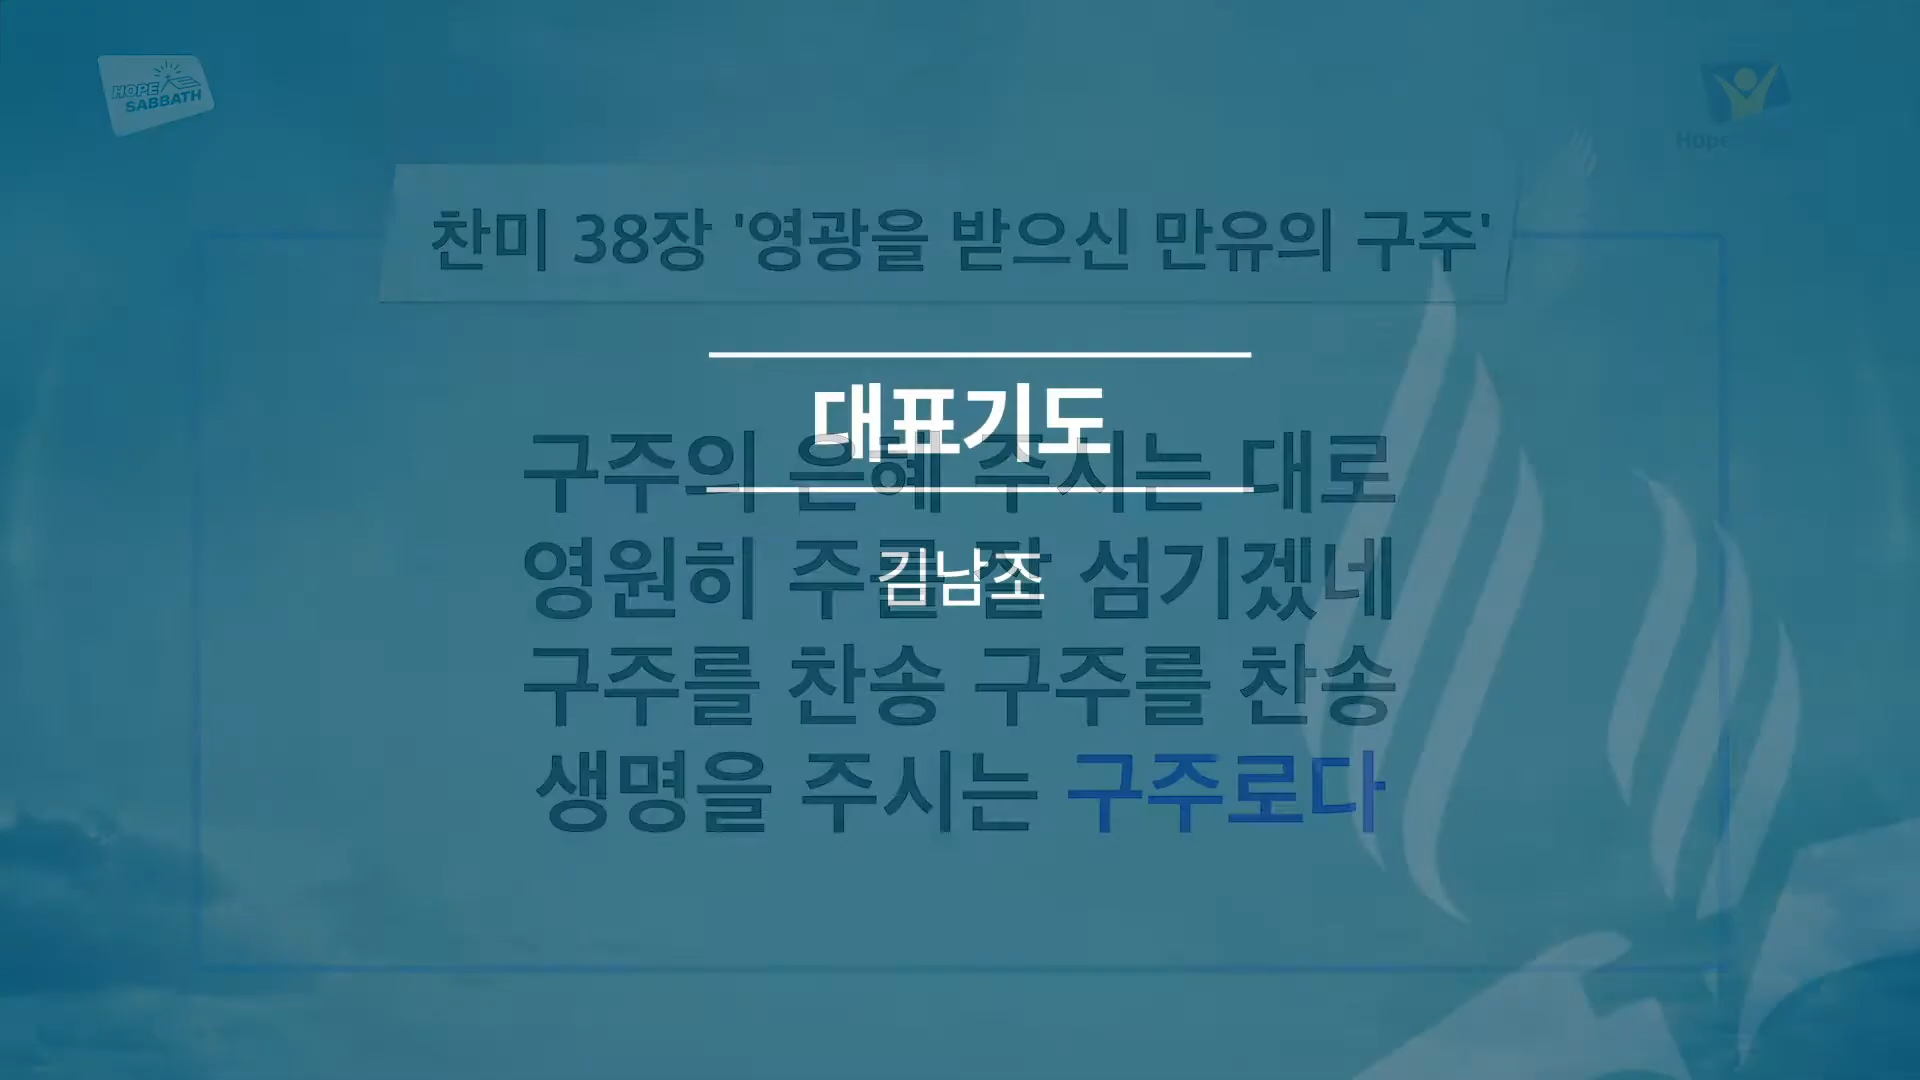 HOPE
SABBATH
Hope
찬미 38장 '영광을 받으신 만유의 구주'
대표기도
구주의 은혜 주시는 대로
김남조
영원히 주를 잘 섬기겠네
구주를 찬송 구주를 찬송
생명을 주시는 구주로다